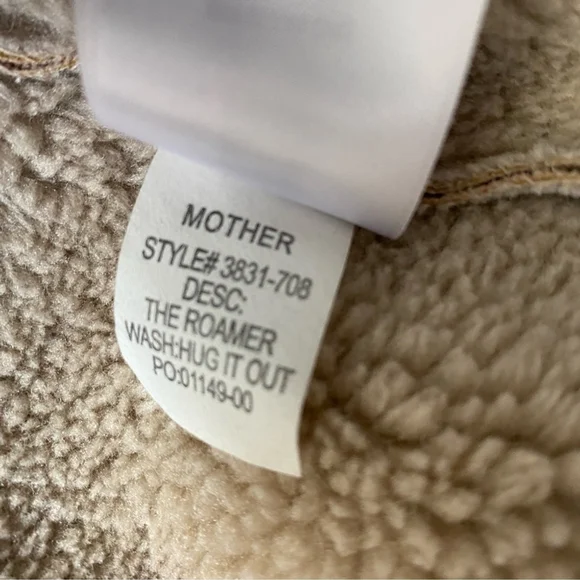 MOTHER
STYLE# 3831-708
DESC:
THE ROAMER
WASH:HUG IT OUT
PO:01149-00